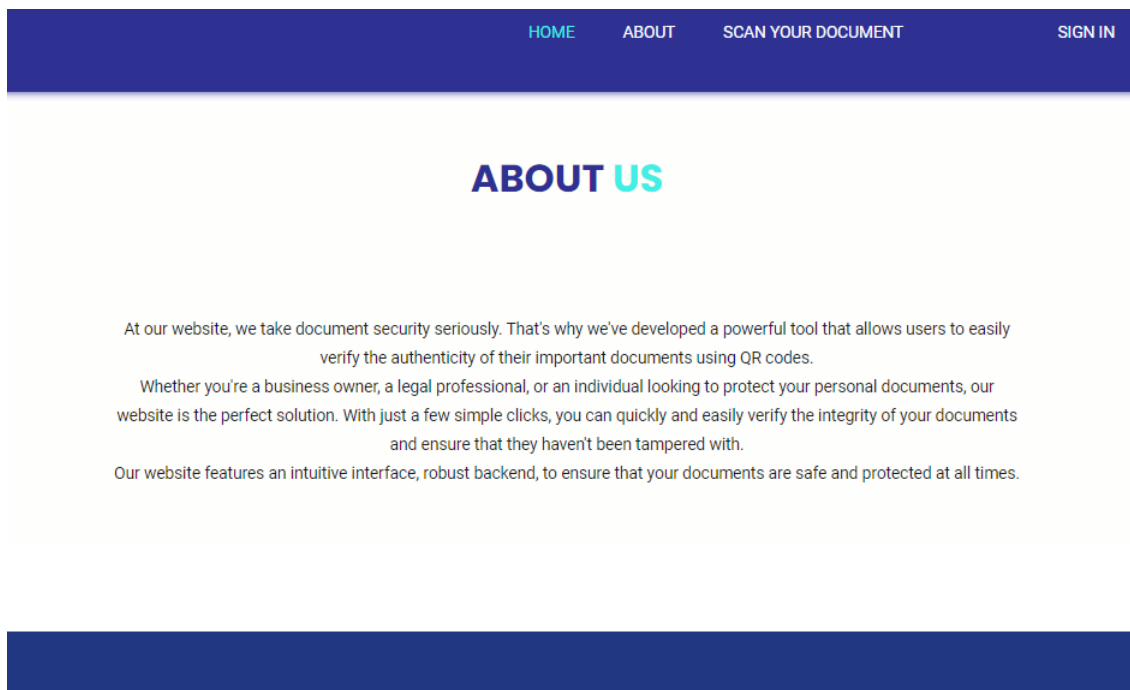 HOME ABOUT SCAN YOUR DOCUMENT SIGN IN
ABOUT US
At our website, we take document security seriously. That's why we've developed a powerful tool that allows users to easily
verify the authenticity of their important documents using QR codes.
Whether you're a business owner, a legal professional, or an individual looking to protect your personal documents, our
website is the perfect solution. With just a few simple clicks, you can quickly and easily verify the integrity of your documents
and ensure that they haven't been tampered with.
Our website features an intuitive interface, robust backend, to ensure that your documents are safe and protected at all times.